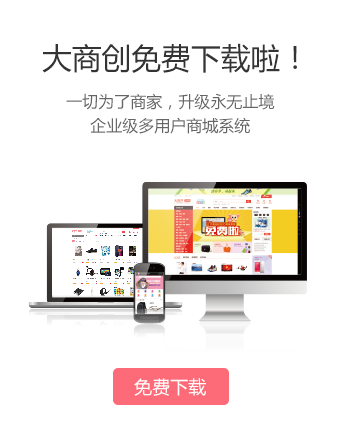 大商创免费下载啦！
一切为了商家，升级永无止境
企业级多用户商城系统
免费啦
免费下载